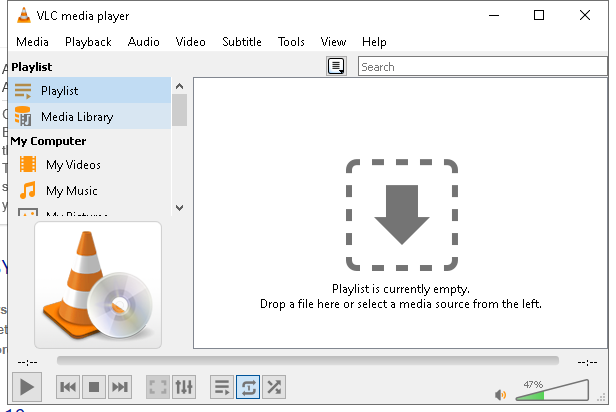 VLC media player
Media Playback Audio Video Subtitle Tools View Help
Playlist
Search
Playlist
Media Library
My Computer
My Videos
My Music
My Pictures
Playlist is currently empty.
Drop a file here or select a media source from the left.
--:--
--:--
47%